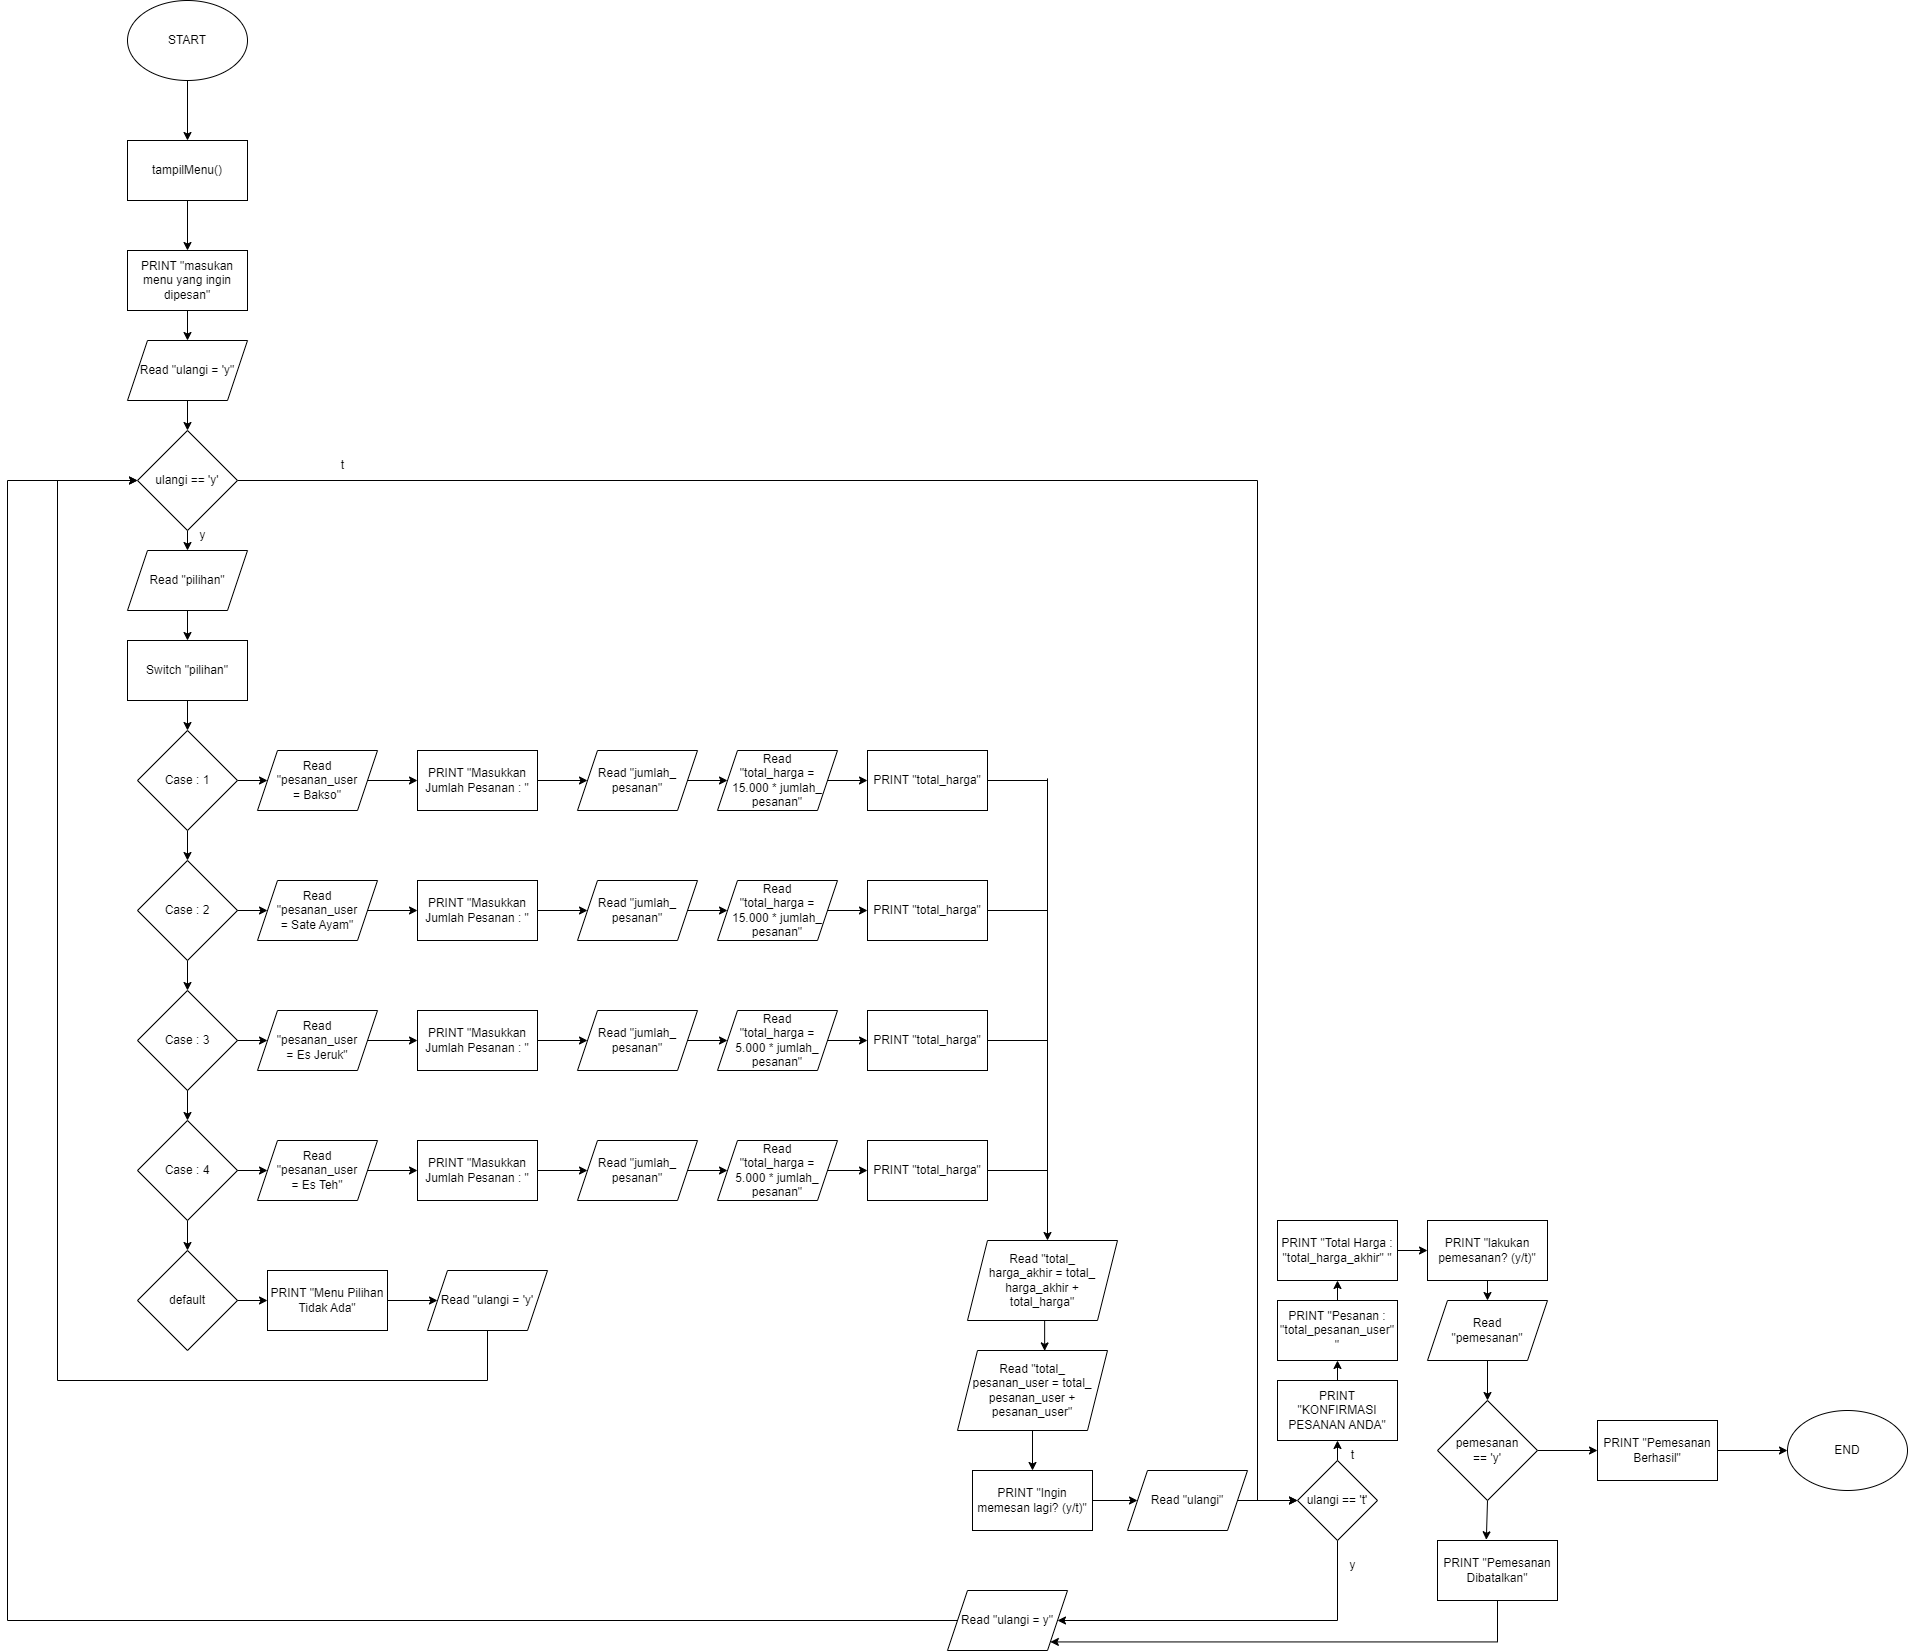 START
tampilMenu()
PRINT "masukan
menu yang ingin
dipesan"
Read "ulangi = 'y"
ulangi == 'y'
t
y
Read "pilihan"
Switch "pilihan"
Case : 1
Read
"pesanan_user
= Bakso"
PRINT "Masukkan
Jumlah Pesanan : "
Read "jumlah_
pesanan"
Read
"total_harga =
15.000 * jumlah_
pesanan"
PRINT "total_harga"
Case : 2
Read
"pesanan_user
= Sate Ayam"
PRINT "Masukkan
Jumlah Pesanan : "
Read "jumlah_
pesanan"
Read
"total_harga =
15.000 * jumlah_
pesanan"
PRINT "total_harga"
Case : 3
Read
"pesanan_user
= Es Jeruk"
PRINT "Masukkan
Jumlah Pesanan : "
Read "jumlah_
pesanan"
Read
"total_harga =
5.000 * jumlah_
pesanan"
PRINT "total_harga"
Case : 4
Read
"pesanan_user
= Es Teh"
PRINT "Masukkan
Jumlah Pesanan : "
Read "jumlah_
pesanan"
Read
"total_harga =
5.000 * jumlah_
pesanan"
PRINT "total_harga"
default
PRINT "Menu Pilihan
Tidak Ada"
Read "ulangi = 'y'
Read "total_
harga_akhir = total_
harga_akhir +
total_harga"
Read "total_
pesanan_user = total_
pesanan_user +
pesanan_user"
PRINT "Ingin
memesan lagi? (y/t)"
Read "ulangi"
ulangi == 't'
t
y
PRINT
"KONFIRMASI
PESANAN ANDA"
PRINT "Pesanan :
"total_pesanan_user"
"
PRINT "Total Harga :
"total_harga_akhir" "
PRINT "lakukan
pemesanan? (y/t)"
Read
"pemesanan"
pemesanan
== 'y'
PRINT "Pemesanan
Berhasil"
END
PRINT "Pemesanan
Dibatalkan"
Read "ulangi = y"